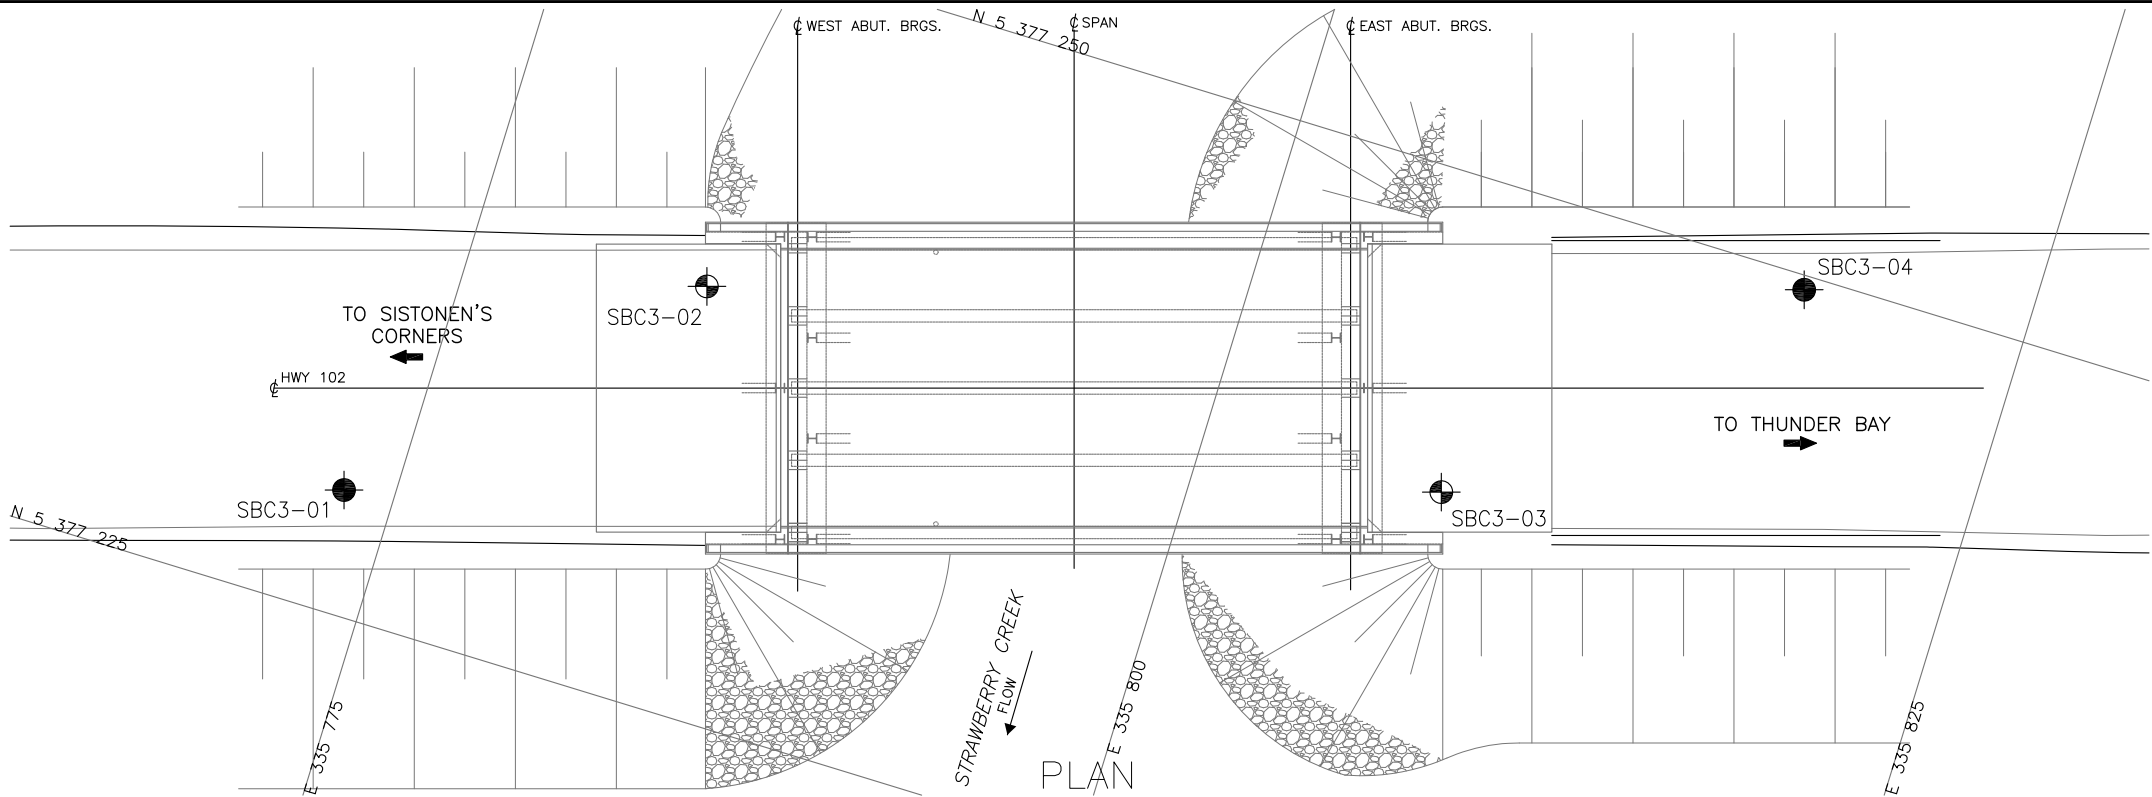 ℄ WEST ABUT. BRGS.
N 5 377 250
℄ SPAN
℄ EAST ABUT. BRGS.
SBC3-04
TO SISTONEN'S
CORNERS
SBC3-02
℄ HWY 102
TO THUNDER BAY
SBC3-01
SBC3-03
N 5 377 225
STRAWBERRY CREEK
FLOW
E 335 775
E 335 800
E 335 825
PLAN